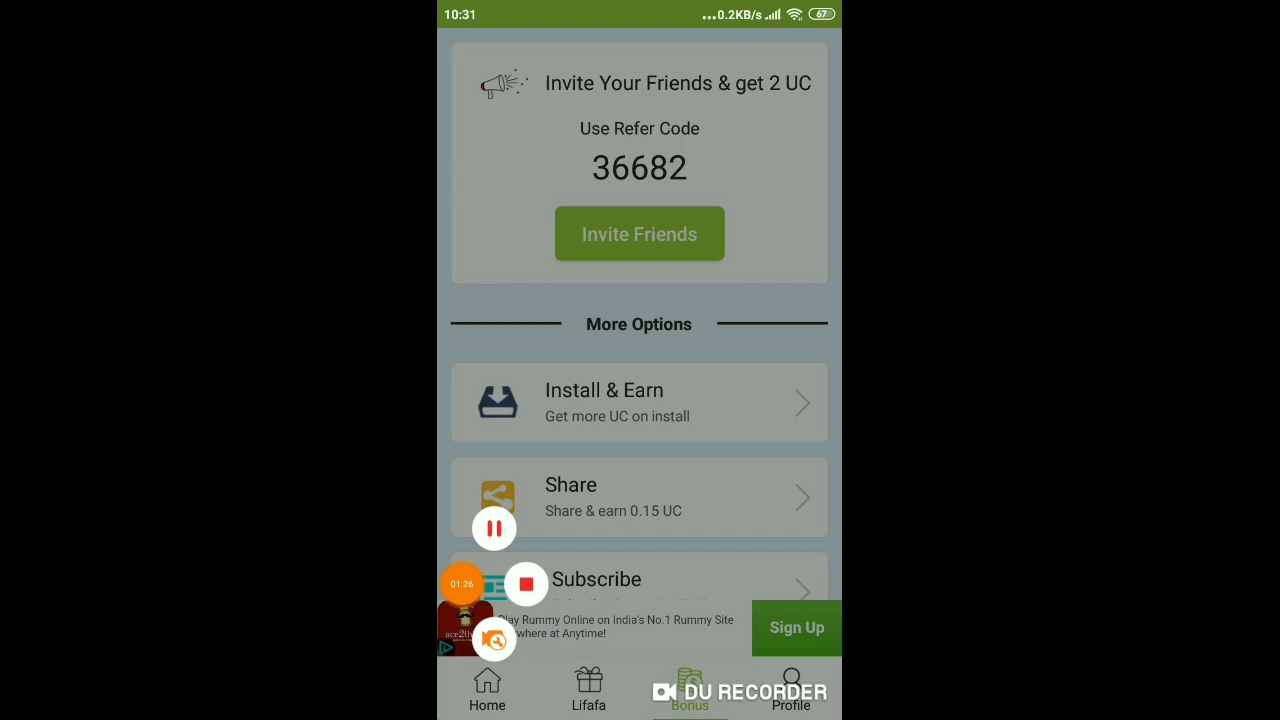 10:31
...0.2KB/s
67
Invite Your Friends & get 2 UC
Use Refer Code
36682
Invite Friends
More Options
Install & Earn
Get more UC on install
Share
Share & earn 0.15 UC
01:26
Subscribe
Play Rummy Online on India's No.1 Rummy Site
where at Anytime!
Sign Up
Home
Lifafa
Bonus
Profile
DU RECORDER